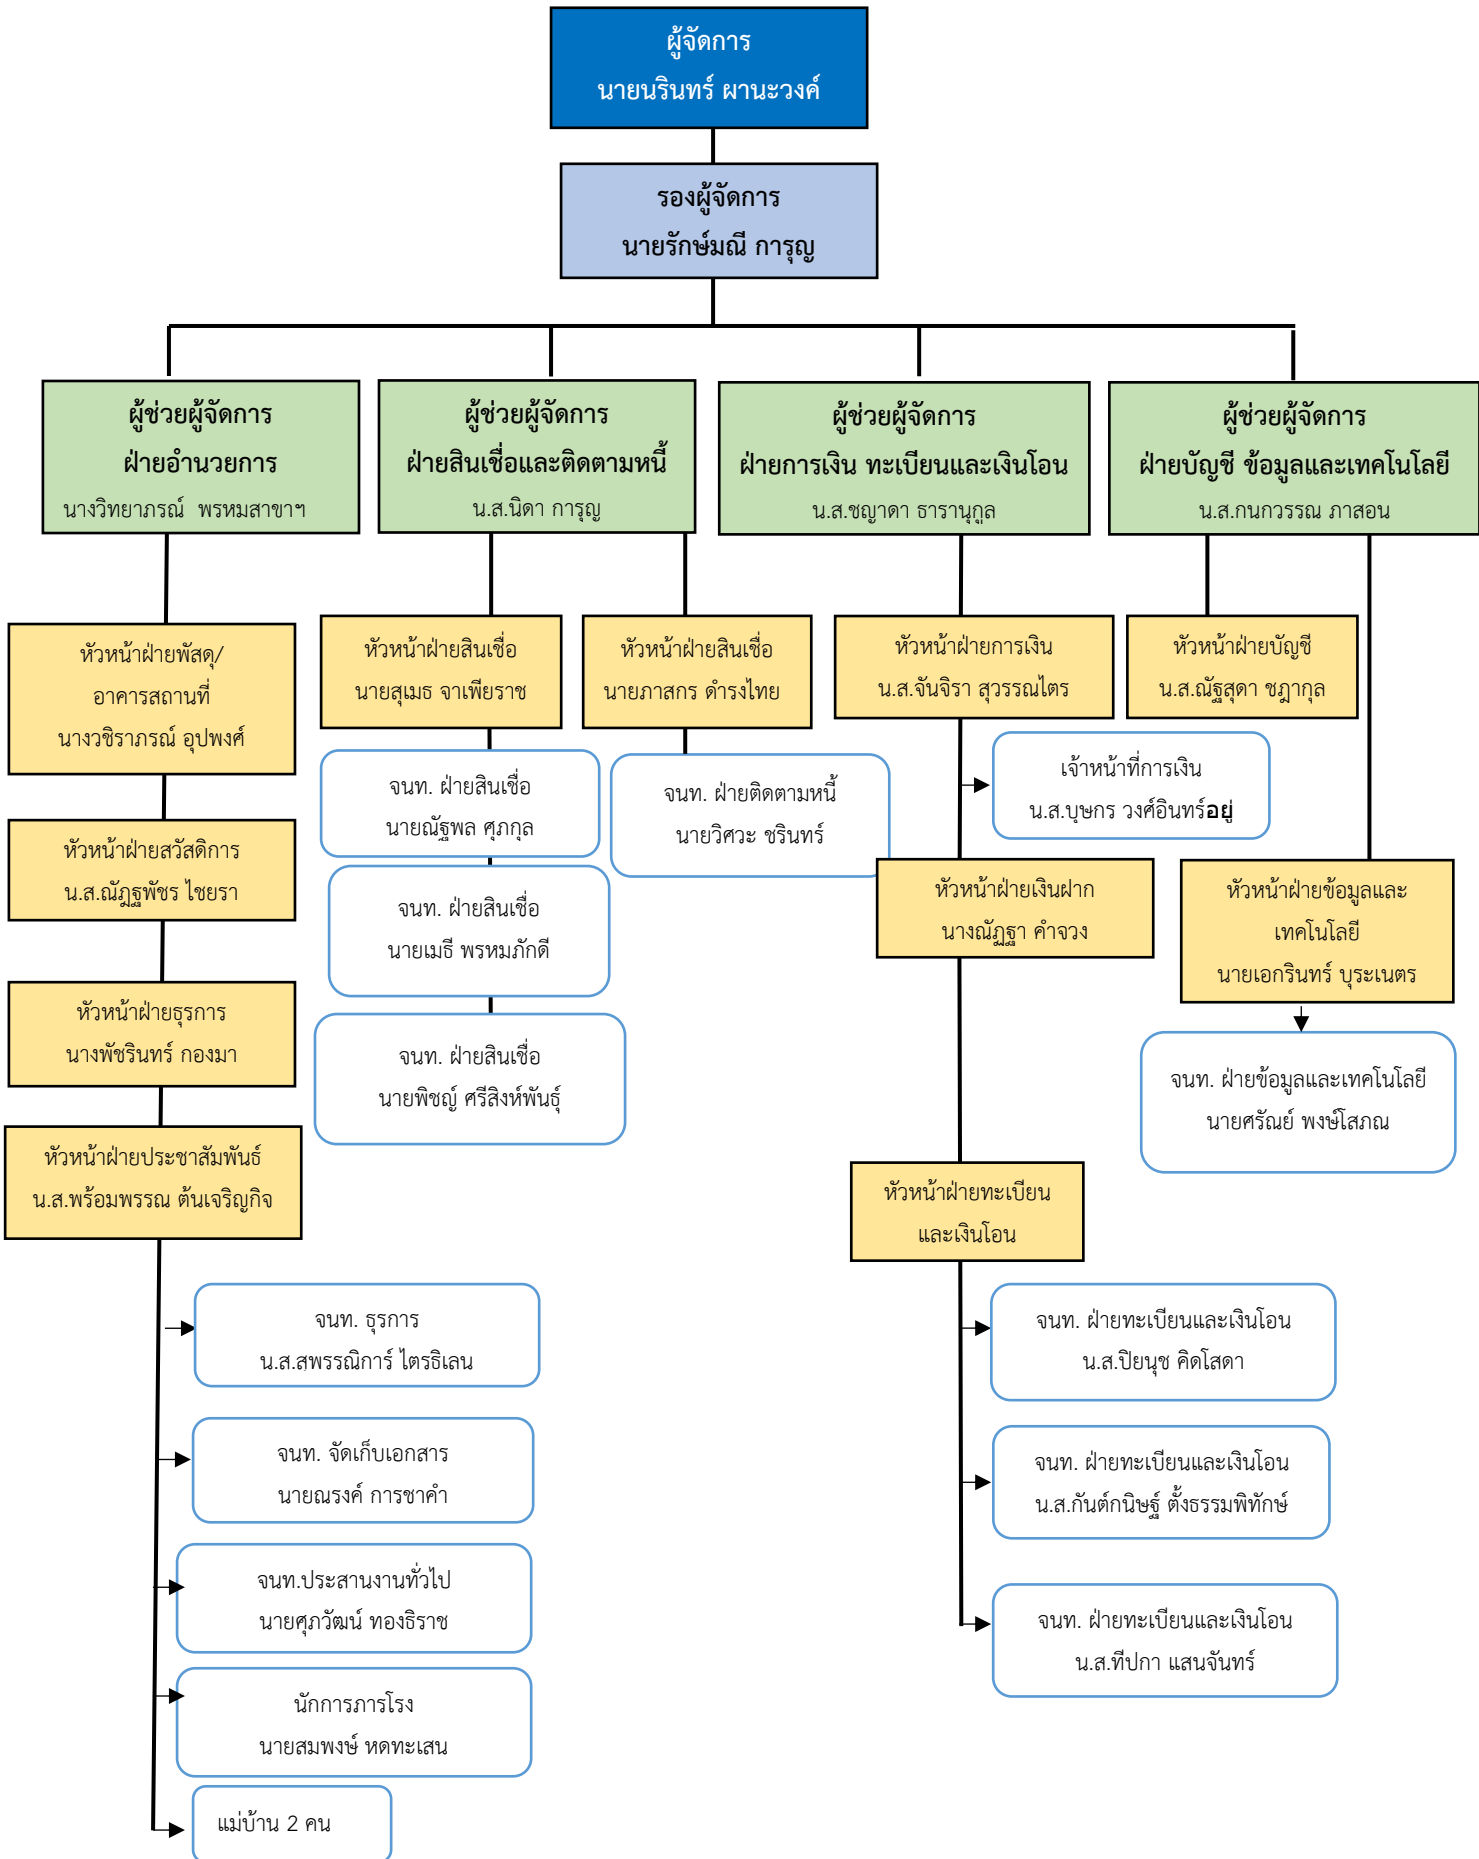 ผู้จัดการ
นายนรินทร์ ผานะวงค์
รองผู้จัดการ
นายรักษ์มณี การุญ
ผู้ช่วยผู้จัดการ
ฝ่ายอำนวยการ
นางวิทยาภรณ์ พรหมสาขาฯ
ผู้ช่วยผู้จัดการ
ฝ่ายสินเชื่อและติดตามหนี้
น.ส.นิดา การุญ
ผู้ช่วยผู้จัดการ
ฝ่ายการเงิน ทะเบียนและเงินโอน
น.ส.ชญาดา ธารานุกูล
ผู้ช่วยผู้จัดการ
ฝ่ายบัญชี ข้อมูลและเทคโนโลยี
น.ส.กนกวรรณ ภาสอน
หัวหน้าฝ่ายพัสดุ/
อาคารสถานที่
นางวชิราภรณ์ อุปพงศ์
หัวหน้าฝ่ายสวัสดิการ
น.ส.ณัฎฐพัชร ไชยรา
หัวหน้าฝ่ายธุรการ
นางพัชรินทร์ กองมา
หัวหน้าฝ่ายประชาสัมพันธ์
น.ส.พร้อมพรรณ ต้นเจริญกิจ
จนท. ธุรการ
น.ส.สุพรรณิการ์ ไตรธิเลน
จนท. จัดเก็บเอกสาร
นายณรงค์ การชาคำ
จนท.ประสานงานทั่วไป
นายศุภวัฒน์ ทองธิราช
นักการภารโรง
นายสมพงษ์ หดทะเสน
แม่บ้าน 2 คน
หัวหน้าฝ่ายสินเชื่อ
นายสุเมธ จาเพียราช
จนท. ฝ่ายสินเชื่อ
นายณัฐพล ศุภกุล
จนท. ฝ่ายสินเชื่อ
นายเมธี พรหมภักดี
จนท. ฝ่ายสินเชื่อ
นายพิชญ์ ศรีสิงห์พันธุ์
หัวหน้าฝ่ายสินเชื่อ
นายภาสกร ดำรงไทย
จนท. ฝ่ายติดตามหนี้
นายวิศวะ ชรินทร์
หัวหน้าฝ่ายการเงิน
น.ส.จันจิรา สุวรรณไตร
เจ้าหน้าที่การเงิน
น.ส.บุษกร วงศ์อินทร์อยู่
หัวหน้าฝ่ายเงินฝาก
นางณัฏฐา คำจวง
หัวหน้าฝ่ายทะเบียน
และเงินโอน
จนท. ฝ่ายทะเบียนและเงินโอน
น.ส.ปิยนุช คิดโสดา
จนท. ฝ่ายทะเบียนและเงินโอน
น.ส.กันต์กนิษฐ์ ตั้งธรรมพิทักษ์
จนท. ฝ่ายทะเบียนและเงินโอน
น.ส.ทีปกา แสนจันทร์
หัวหน้าฝ่ายบัญชี
น.ส.ณัฐสุดา ชฎากุล
หัวหน้าฝ่ายข้อมูลและ
เทคโนโลยี
นายเอกรินทร์ บุระเนตร
จนท. ฝ่ายข้อมูลและเทคโนโลยี
นายศรัณย์ พงษ์โสภณ